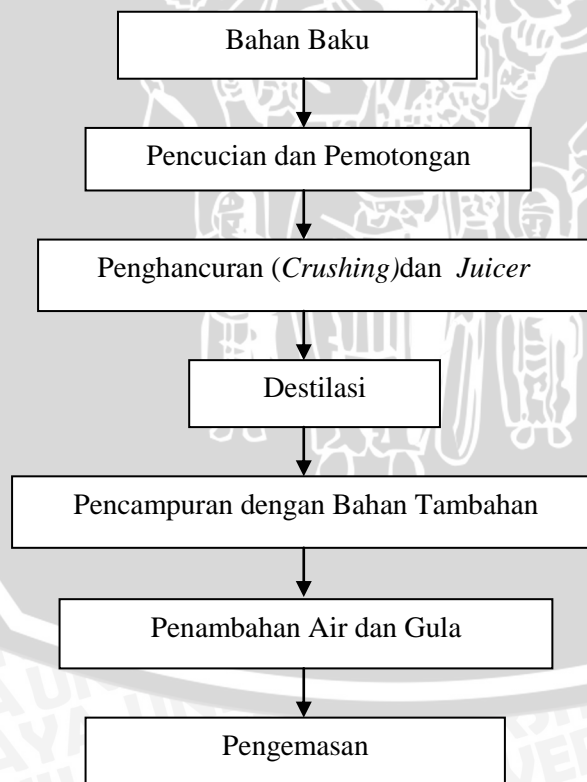 Bahan Baku
Pencucian dan Pemotongan
Penghancuran (Crushing)dan Juicer
Destilasi
Pencampuran dengan Bahan Tambahan
Penambahan Air dan Gula
Pengemasan